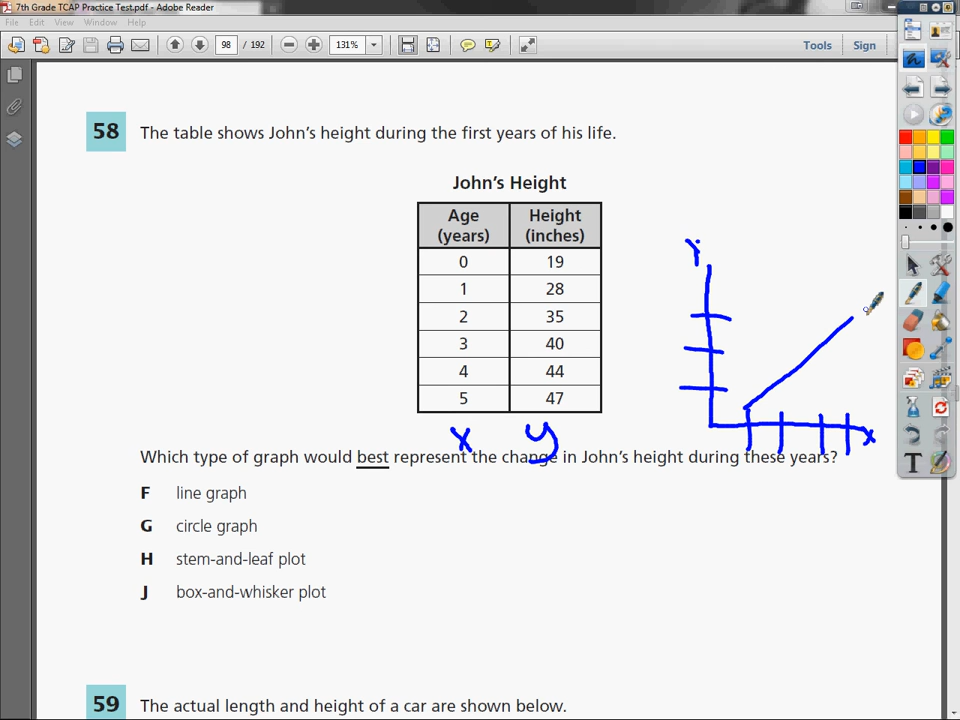 7th Grade TCAP Practice Test.pdf - Adobe Reader
File Edit View Window Help
98 / 192 131% Tools Sign
58 The table shows John's height during the first years of his life.
John's Height
Age (years) Height (inches)
0 19
1 28
2 35
3 40
4 44
5 47
x y
Y
x
Which type of graph would best represent the change in John's height during these years?
F line graph
G circle graph
H stem-and-leaf plot
J box-and-whisker plot
59 The actual length and height of a car are shown below.
T